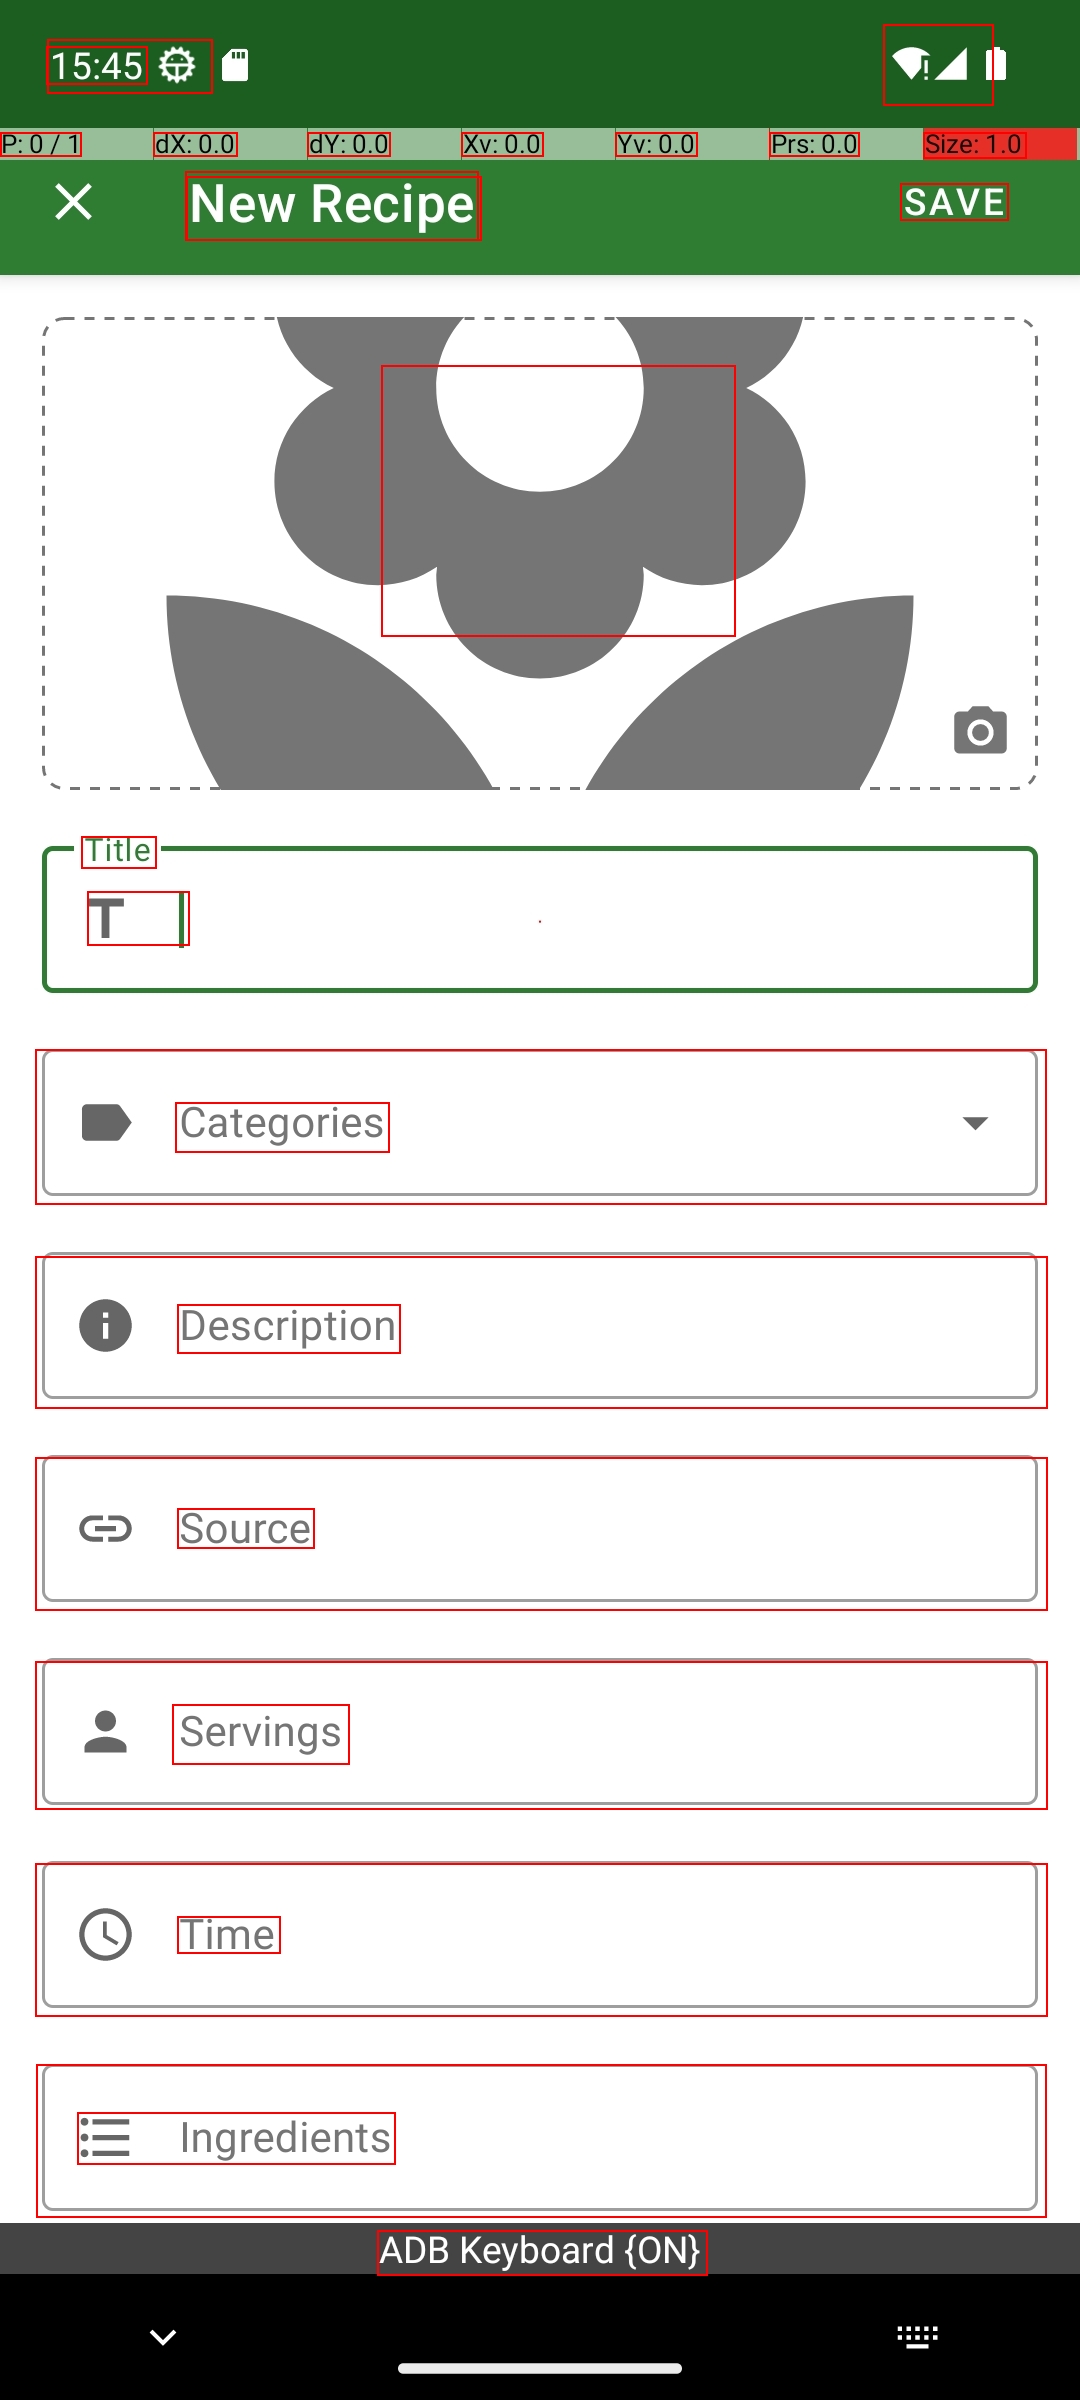 15:45
P: 0 / 1 dX: 0.0 dY: 0.0 Xv: 0.0 Yv: 0.0 Prs: 0.0 Size: 1.0
New Recipe SAVE
Title
Categories
Description
Source
Servings
Time
Ingredients
ADB Keyboard {ON}